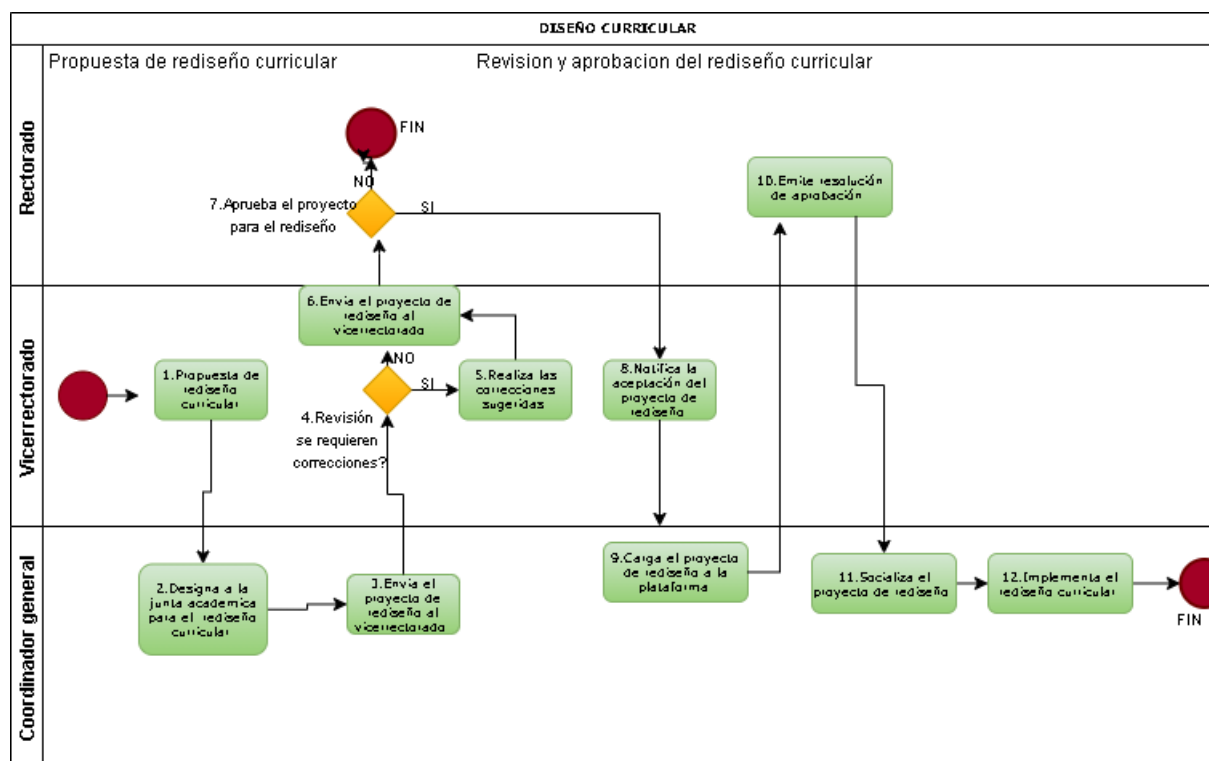 DISEÑO CURRICULAR
Propuesta de rediseño curricular
Revision y aprobacion del rediseño curricular
Rectorado
FIN
NO
7.Aprueba el proyecto
para el rediseño
SI
10.Emite resolución
de aprobación
Vicerrectorado
6.Envia el proyecto de
rediseño al
vicerrectorado
1.Propuesta de
rediseño
curricular
NO
SI
5.Realiza las
correcciones
sugeridas
4.Revisión
se requieren
correcciones?
8.Notifica la
aceptación del
proyecto de
rediseño
Coordinador general
2.Designa a la
junta academica
para el rediseño
curricular
3.Envia el
proyecto de
rediseño al
vicerrectorado
9.Carga el proyecto
de rediseño a la
plataforma
11.Socializa el
proyecto de rediseño
12.Implementa el
rediseño curricular
FIN